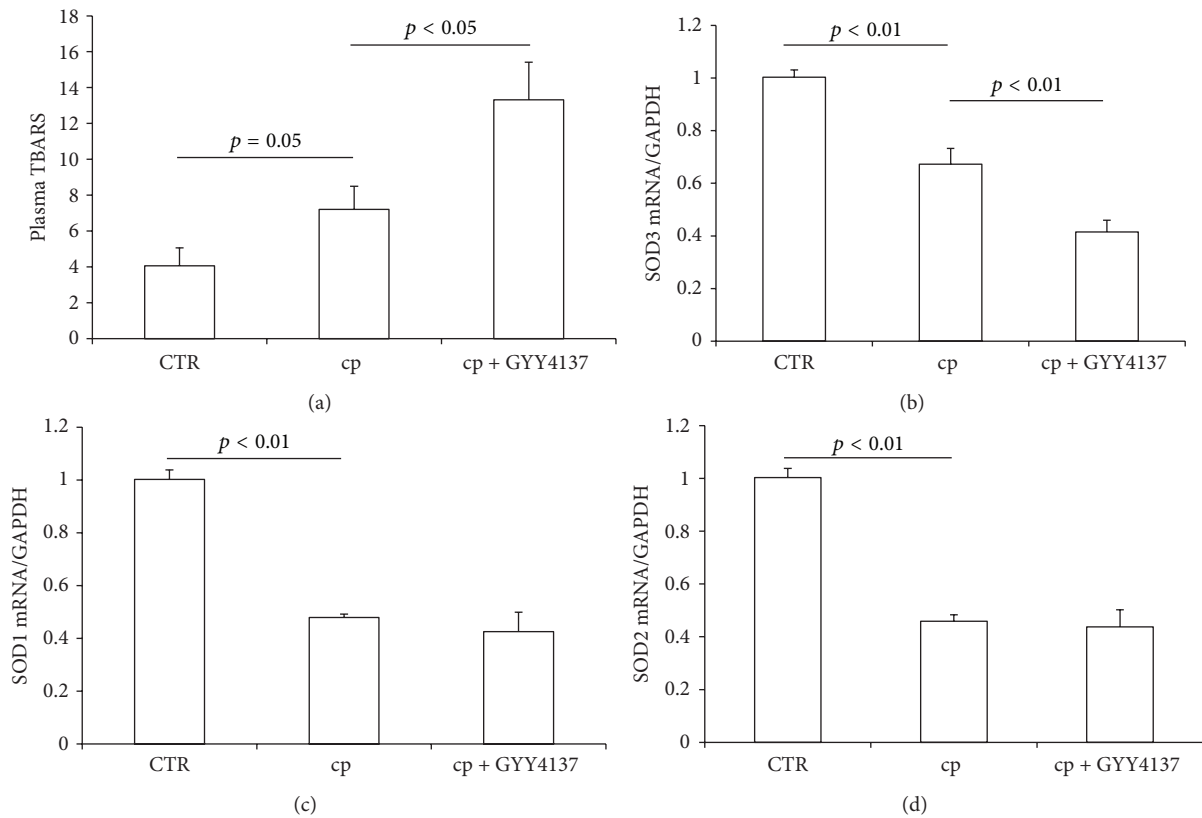 18
16
14
12
10
8
6
4
2
0
Plasma TBARS
p < 0.05
p = 0.05
CTR
cp
cp + GYY4137
(a)
1.2
1
0.8
0.6
0.4
0.2
0
SOD3 mRNA/GAPDH
p < 0.01
p < 0.01
CTR
cp
cp + GYY4137
(b)
1.2
1
0.8
0.6
0.4
0.2
0
SOD1 mRNA/GAPDH
p < 0.01
CTR
cp
cp + GYY4137
(c)
1.2
1
0.8
0.6
0.4
0.2
0
SOD2 mRNA/GAPDH
p < 0.01
CTR
cp
cp + GYY4137
(d)